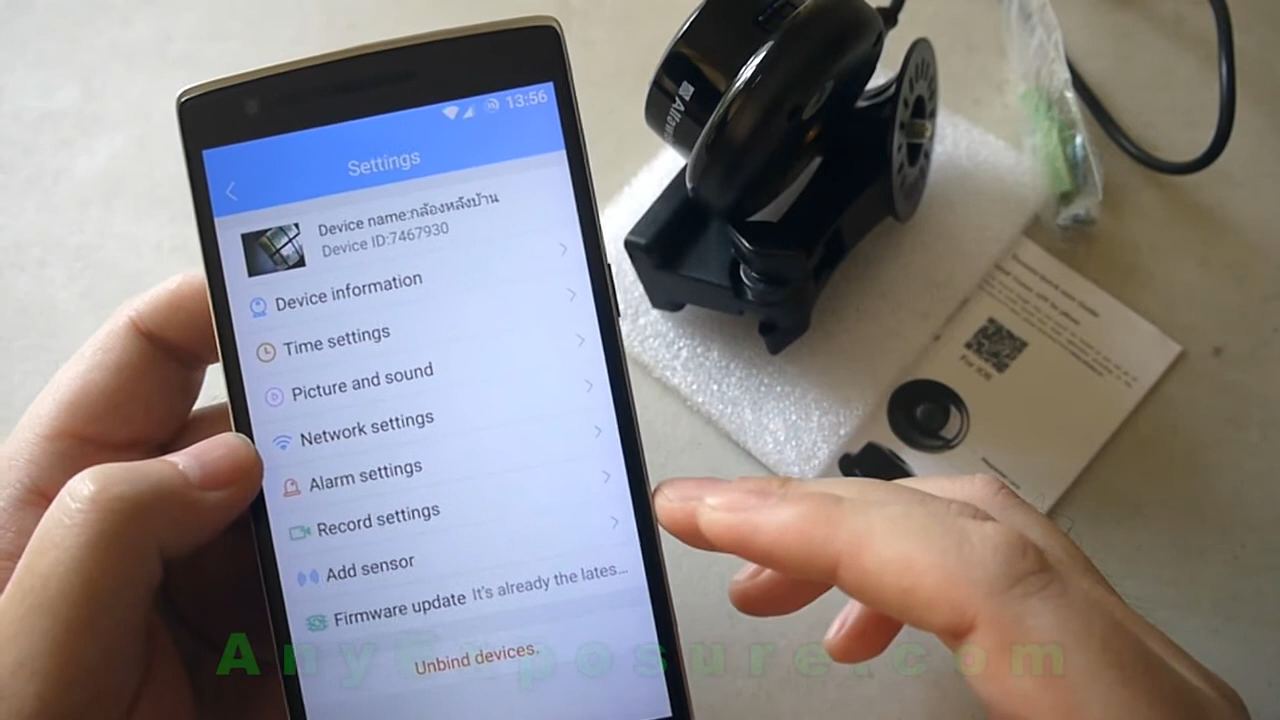 13:56
Settings
Device name:กล้องหลังบ้าน
Device ID:7467930
Device information
Time settings
Picture and sound
Network settings
Alarm settings
Record settings
Add sensor
Firmware update It's already the lates...
Unbind devices.
AnyExposure.com
For IOS